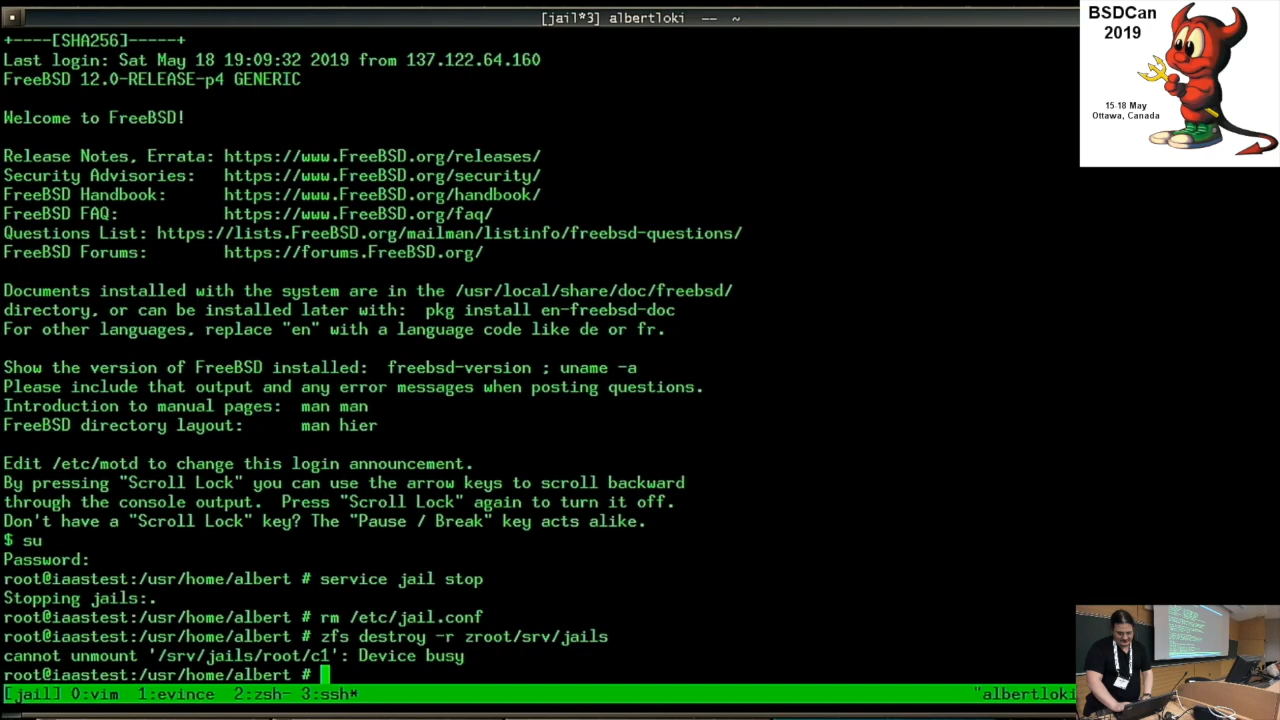 [jail*3] albertloki -- ~
+----[SHA256]-----+
Last login: Sat May 18 19:09:32 2019 from 137.122.64.160
FreeBSD 12.0-RELEASE-p4 GENERIC
Welcome to FreeBSD!
Release Notes, Errata: https://www.FreeBSD.org/releases/
Security Advisories:   https://www.FreeBSD.org/security/
FreeBSD Handbook:      https://www.FreeBSD.org/handbook/
FreeBSD FAQ:           https://www.FreeBSD.org/faq/
Questions List: https://lists.FreeBSD.org/mailman/listinfo/freebsd-questions/
FreeBSD Forums:        https://forums.FreeBSD.org/
Documents installed with the system are in the /usr/local/share/doc/freebsd/
directory, or can be installed later with:  pkg install en-freebsd-doc
For other languages, replace "en" with a language code like de or fr.
Show the version of FreeBSD installed:  freebsd-version ; uname -a
Please include that output and any error messages when posting questions.
Introduction to manual pages:  man man
FreeBSD directory layout:      man hier
Edit /etc/motd to change this login announcement.
By pressing "Scroll Lock" you can use the arrow keys to scroll backward
through the console output.  Press "Scroll Lock" again to turn it off.
Don't have a "Scroll Lock" key? The "Pause / Break" key acts alike.
$ su
Password:
root@iaastest:/usr/home/albert # service jail stop
Stopping jails:.
root@iaastest:/usr/home/albert # rm /etc/jail.conf
root@iaastest:/usr/home/albert # zfs destroy -r zroot/srv/jails
cannot unmount '/srv/jails/root/c1': Device busy
root@iaastest:/usr/home/albert #
[jail] 0:vim  1:evince  2:zsh- 3:ssh*
"albertloki
BSDCan
2019
15-18 May
Ottawa, Canada